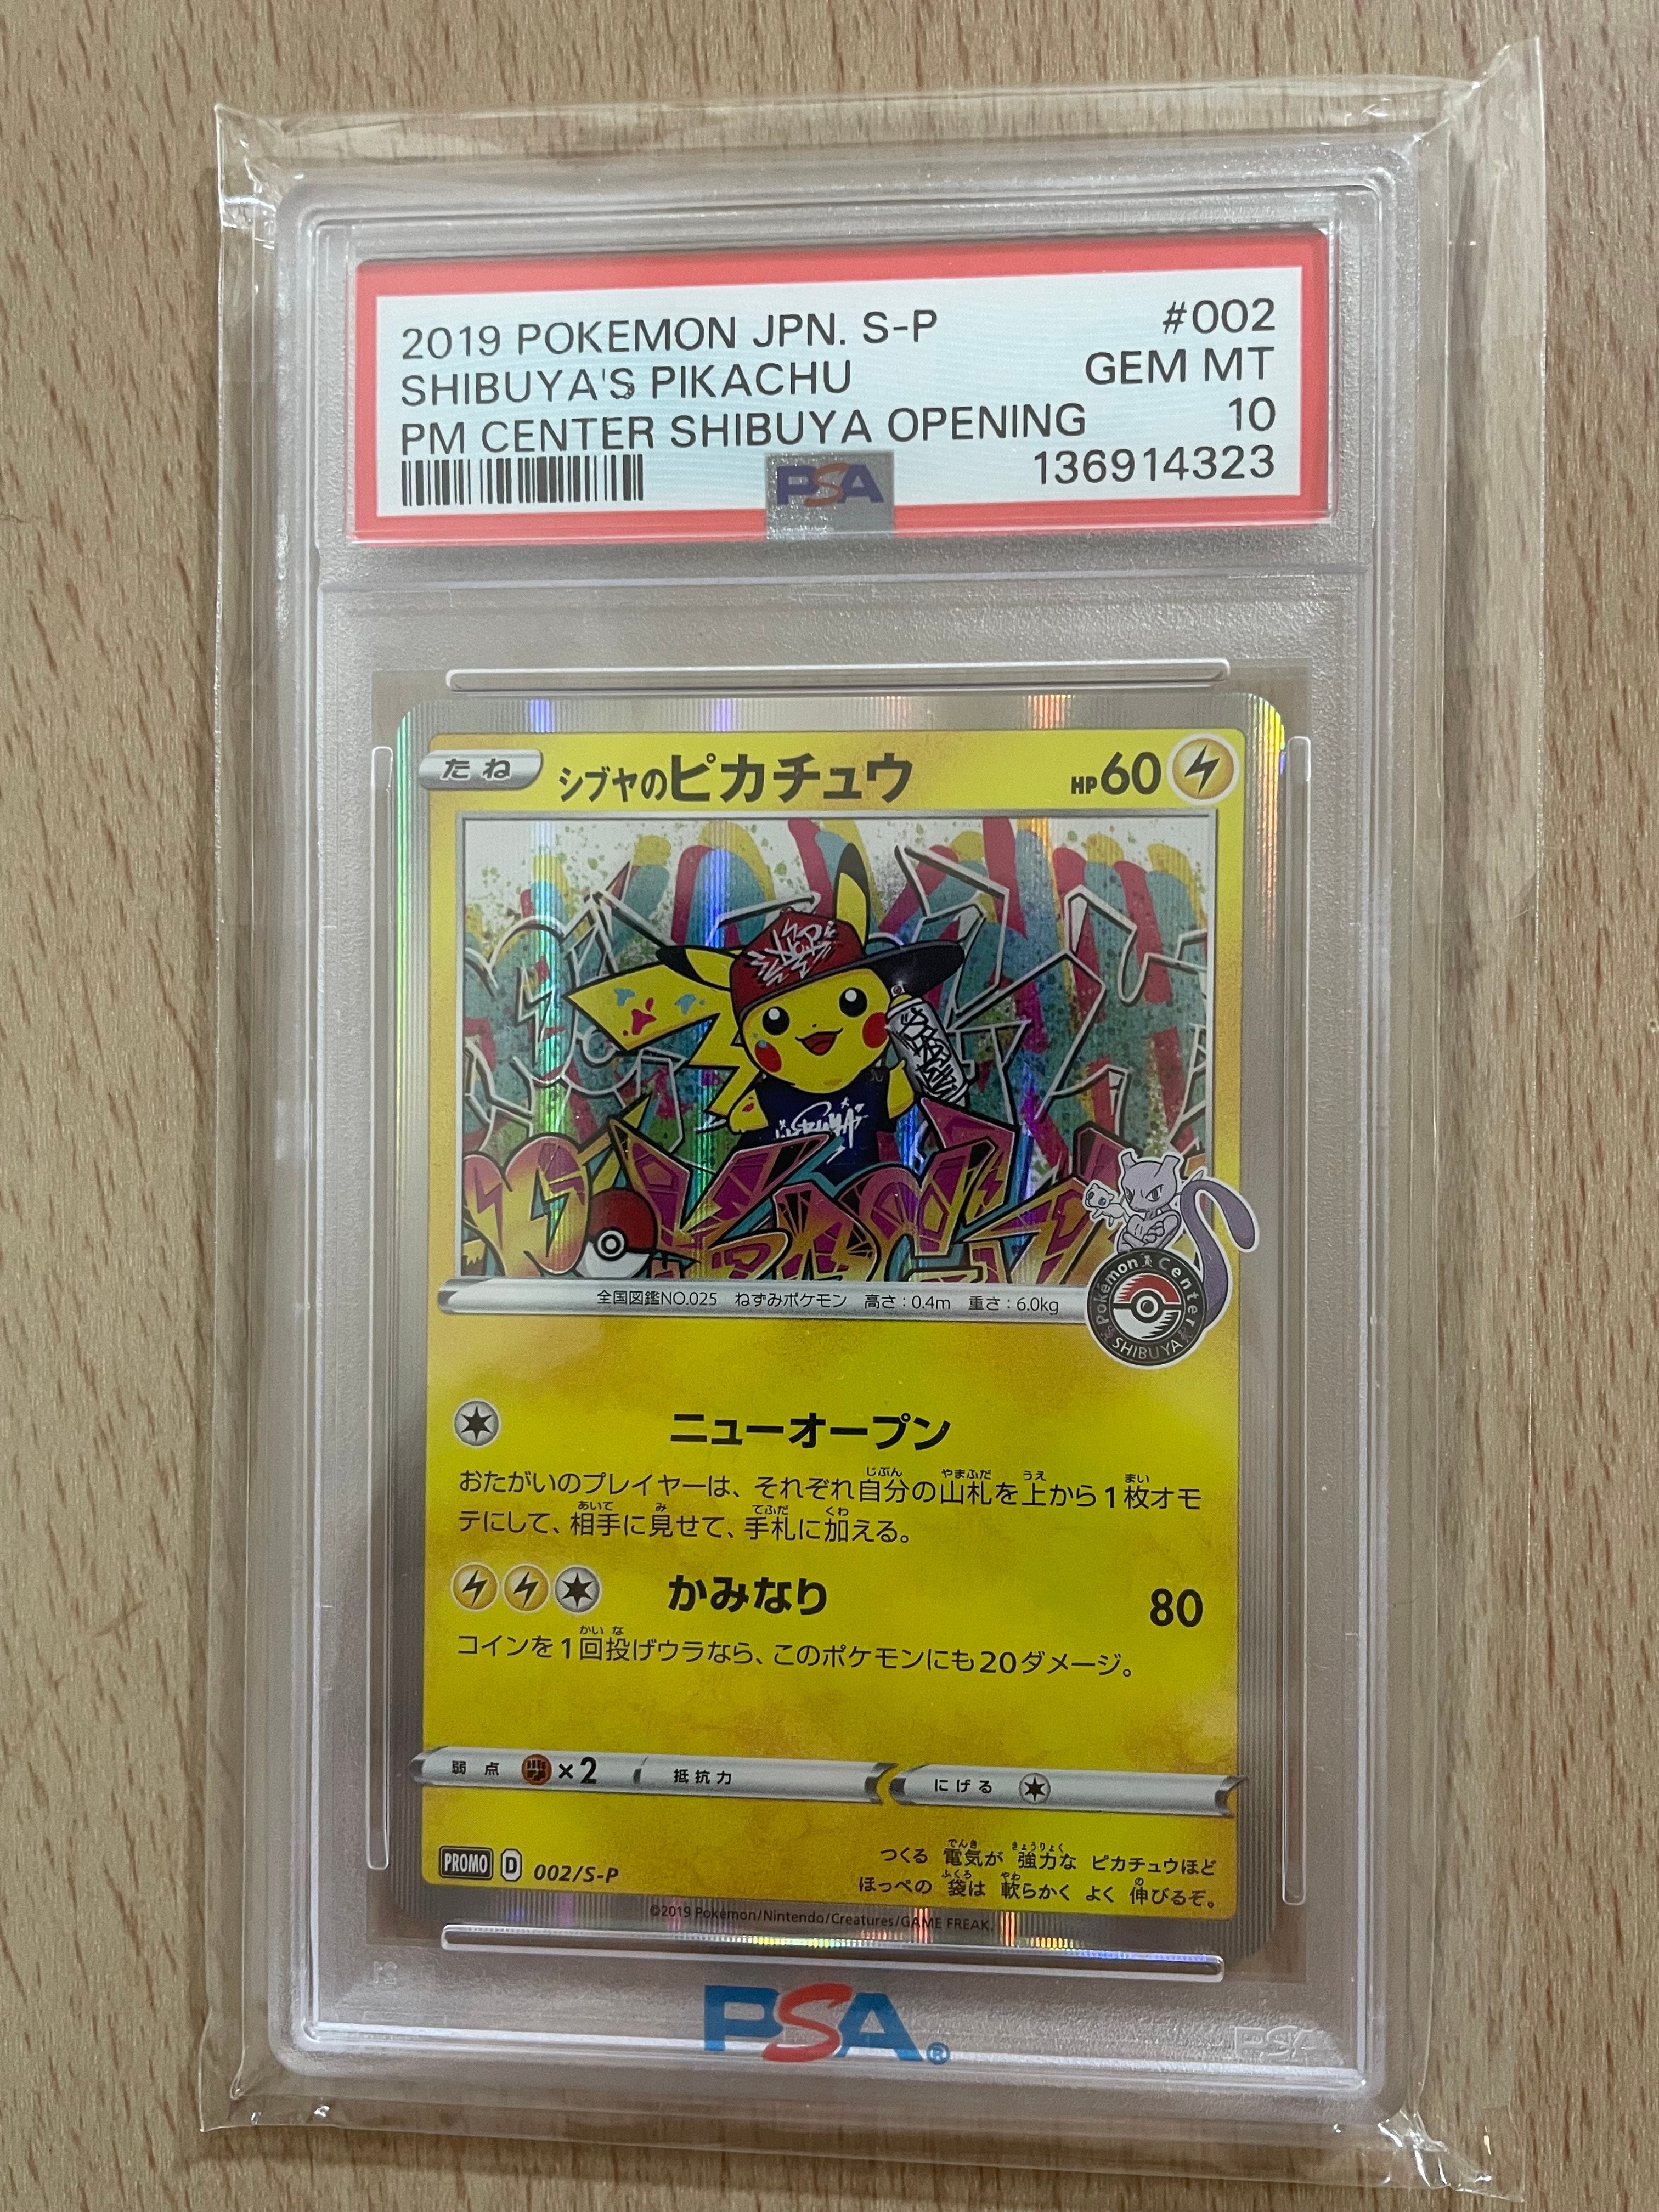 2019 POKEMON JPN. S-P #002
SHIBUYA'S PIKACHU GEM MT
PM CENTER SHIBUYA OPENING 10
PSA 136914323
たね シブヤのピカチュウ HP60
全国図鑑NO.025 ねずみポケモン 高さ:0.4m 重さ:6.0kg
Pokémon Center
SHIBUYA
ニューオープン
おたがいのプレイヤーは、それぞれ自分の山札を上から1枚オモ
テにして、相手に見せて、手札に加える。
かみなり 80
コインを1回投げウラなら、このポケモンにも20ダメージ。
弱点 ×2 抵抗力 にげる
PROMO D 002/S-P
つくる 電気が 強力な ピカチュウほど
ほっぺの 袋は 軟らかく よく 伸びるぞ。
©2019 Pokémon/Nintendo/Creatures/GAME FREAK.
PSA®
PSA